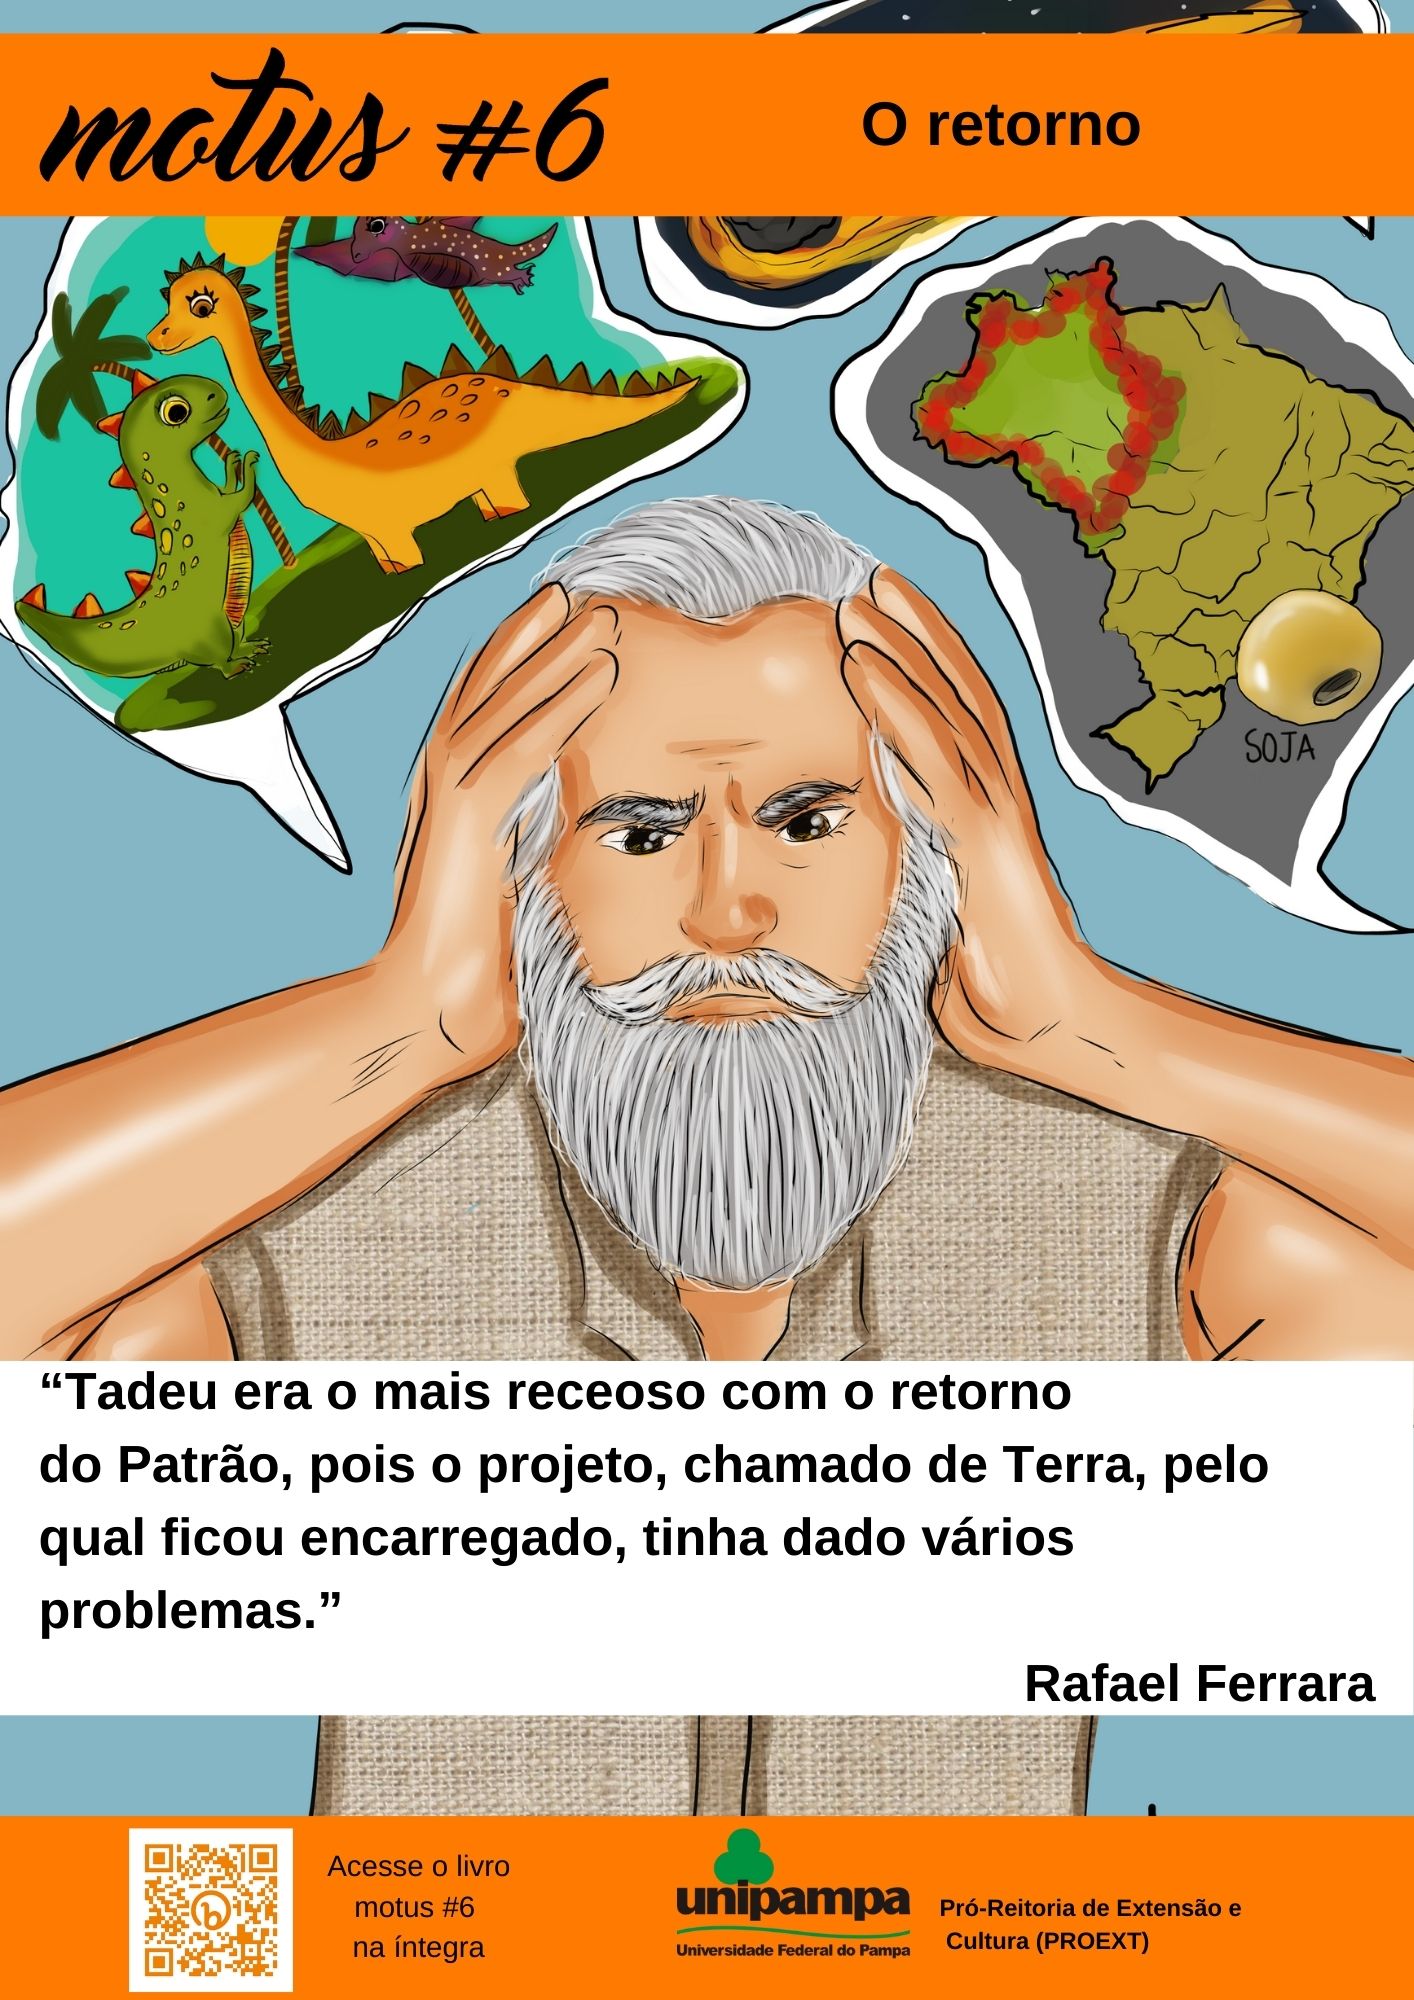 motus #6
O retorno
SOJA
“Tadeu era o mais receoso com o retorno
do Patrão, pois o projeto, chamado de Terra, pelo
qual ficou encarregado, tinha dado vários
problemas.”
Rafael Ferrara
Acesse o livro
motus #6
na íntegra
unipampa
Universidade Federal do Pampa
Pró-Reitoria de Extensão e
Cultura (PROEXT)